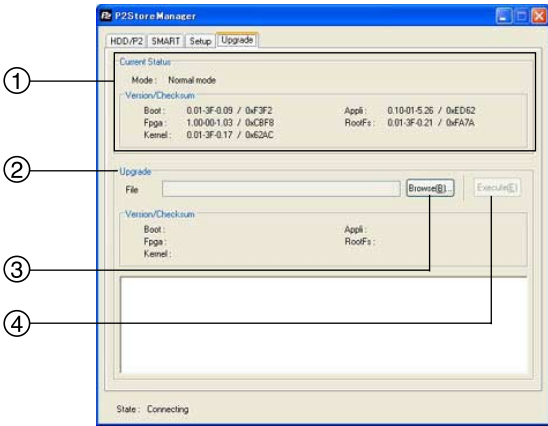 P2StoreManager
HDD/P2 SMART Setup Upgrade
① Current Status
Mode : Normal mode
Version/Checksum
Boot : 0.01-3F-0.09 / 0xF3F2 Appli : 0.10-01-5.26 / 0xED62
Fpga : 1.00-00-1.03 / 0xCBF8 RootFs : 0.01-3F-0.21 / 0xFA7A
Kernel : 0.01-3F-0.17 / 0x62AC
② Upgrade
File Browse(B)... Execute(E)
Version/Checksum
Boot : Appli :
Fpga : RootFs :
Kernel :
③
④
State : Connecting